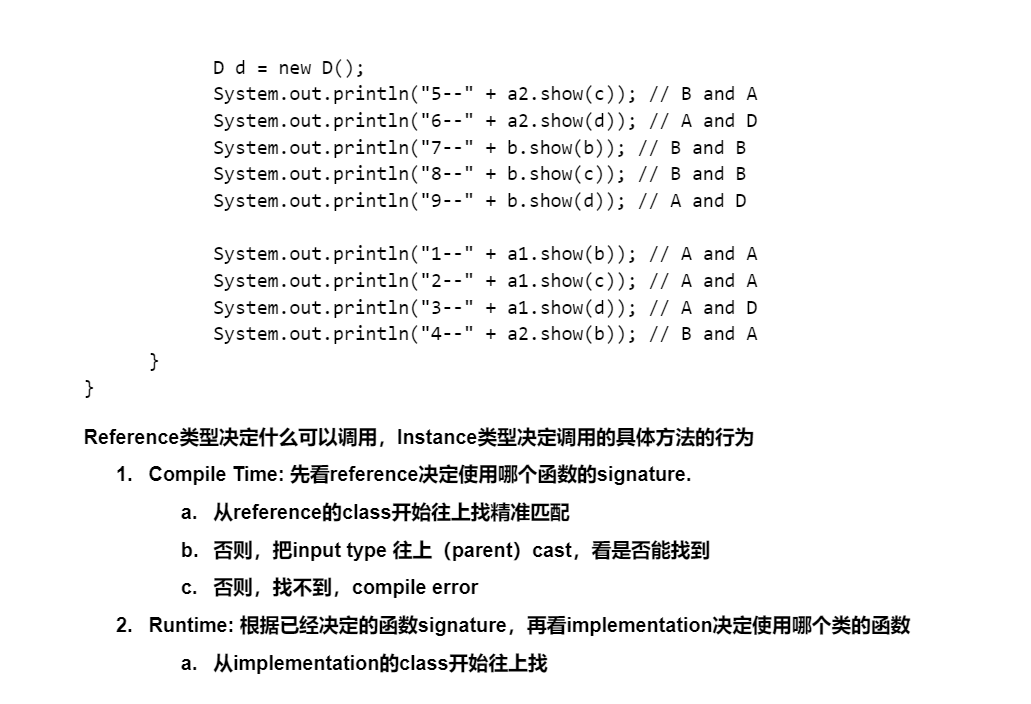 D d = new D();
System.out.println("5--" + a2.show(c)); // B and A
System.out.println("6--" + a2.show(d)); // A and D
System.out.println("7--" + b.show(b)); // B and B
System.out.println("8--" + b.show(c)); // B and B
System.out.println("9--" + b.show(d)); // A and D
System.out.println("1--" + a1.show(b)); // A and A
System.out.println("2--" + a1.show(c)); // A and A
System.out.println("3--" + a1.show(d)); // A and D
System.out.println("4--" + a2.show(b)); // B and A
}
}
Reference类型决定什么可以调用，Instance类型决定调用的具体方法的行为
1. Compile Time: 先看reference决定使用哪个函数的signature.
a. 从reference的class开始往上找精准匹配
b. 否则，把input type 往上（parent）cast，看是否能找到
c. 否则，找不到，compile error
2. Runtime: 根据已经决定的函数signature，再看implementation决定使用哪个类的函数
a. 从implementation的class开始往上找